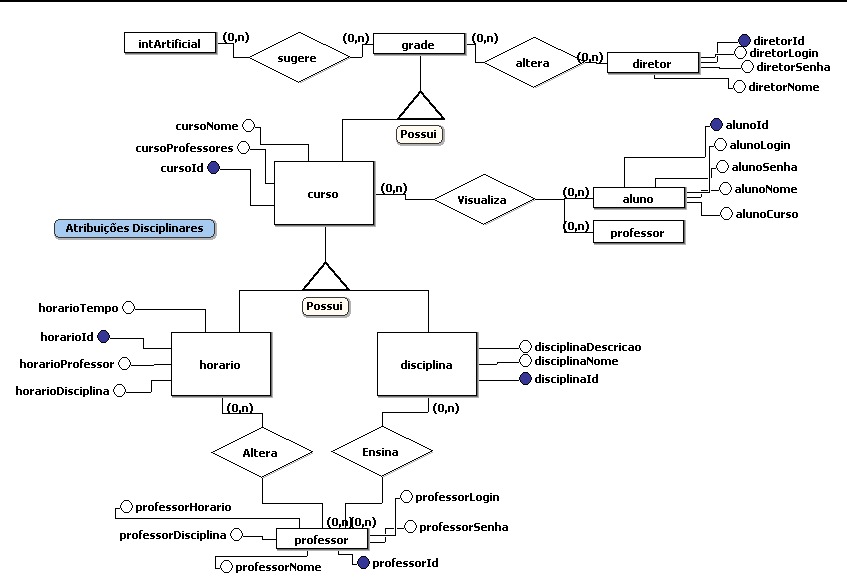 intArtificial
(0,n)
sugere
(0,n)
grade
(0,n)
altera
(0,n)
diretor
diretorId
diretorLogin
diretorSenha
diretorNome
Possui
cursoNome
cursoProfessores
cursoId
curso
(0,n)
Visualiza
(0,n)
aluno
(0,n)
professor
alunoId
alunoLogin
alunoSenha
alunoNome
alunoCurso
Atribuições Disciplinares
Possui
horarioTempo
horarioId
horarioProfessor
horarioDisciplina
horario
disciplina
disciplinaDescricao
disciplinaNome
disciplinaId
(0,n)
(0,n)
Altera
Ensina
professorHorario
professorDisciplina
professorNome
(0,n)
(0,n)
professor
professorLogin
professorSenha
professorId